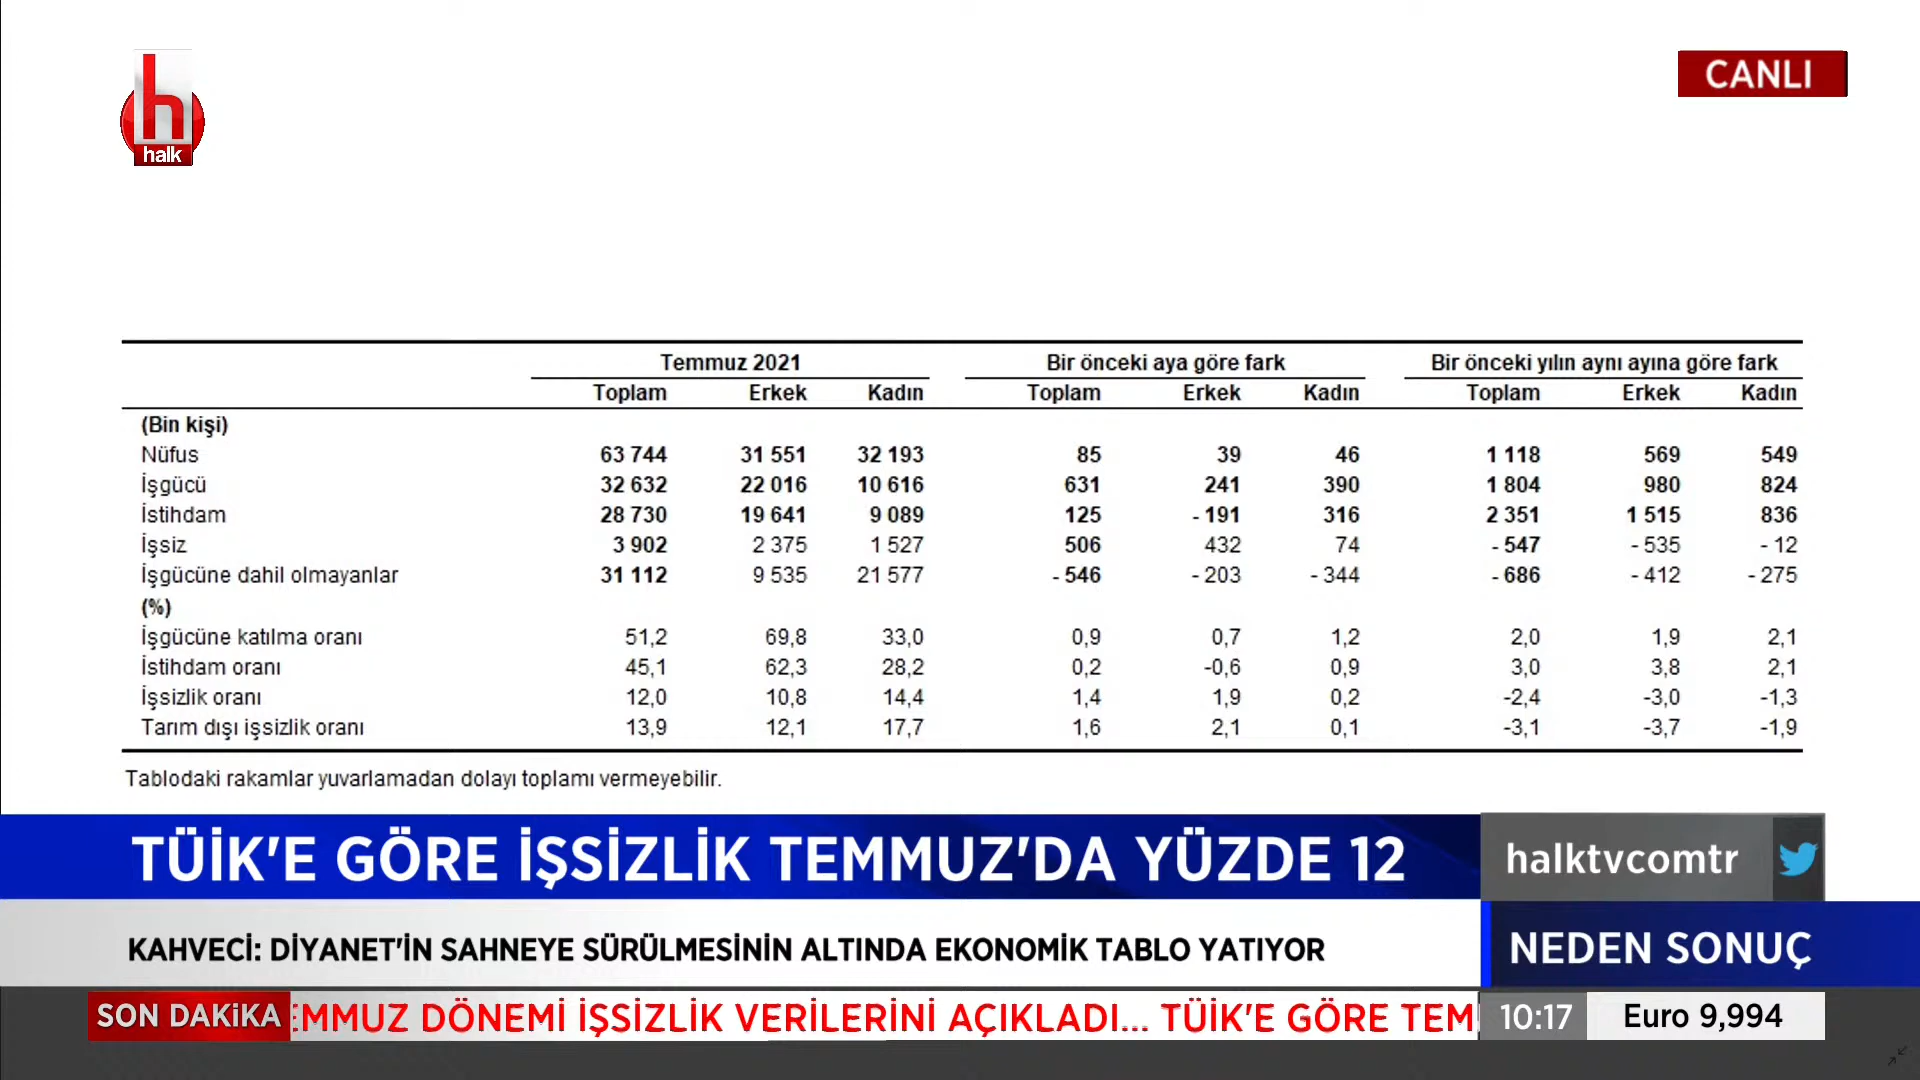 h
halk
CANLI
Temmuz 2021 Bir önceki aya göre fark Bir önceki yılın aynı ayına göre fark
Toplam Erkek Kadın Toplam Erkek Kadın Toplam Erkek Kadın
(Bin kişi)
Nüfus 63 744 31 551 32 193 85 39 46 1 118 569 549
İşgücü 32 632 22 016 10 616 631 241 390 1 804 980 824
İstihdam 28 730 19 641 9 089 125 - 191 316 2 351 1 515 836
İşsiz 3 902 2 375 1 527 506 432 74 - 547 - 535 - 12
İşgücüne dahil olmayanlar 31 112 9 535 21 577 - 546 - 203 - 344 - 686 - 412 - 275
(%)
İşgücüne katılma oranı 51,2 69,8 33,0 0,9 0,7 1,2 2,0 1,9 2,1
İstihdam oranı 45,1 62,3 28,2 0,2 -0,6 0,9 3,0 3,8 2,1
İşsizlik oranı 12,0 10,8 14,4 1,4 1,9 0,2 -2,4 -3,0 -1,3
Tarım dışı işsizlik oranı 13,9 12,1 17,7 1,6 2,1 0,1 -3,1 -3,7 -1,9
Tablodaki rakamlar yuvarlamadan dolayı toplamı vermeyebilir.
TÜİK'E GÖRE İŞSİZLİK TEMMUZ'DA YÜZDE 12
halktvcomtr
KAHVECİ: DİYANET'İN SAHNEYE SÜRÜLMESİNİN ALTINDA EKONOMİK TABLO YATIYOR
NEDEN SONUÇ
SON DAKİKA EMMUZ DÖNEMİ İŞSİZLİK VERİLERİNİ AÇIKLADI... TÜİK'E GÖRE TEM 10:17 Euro 9,994